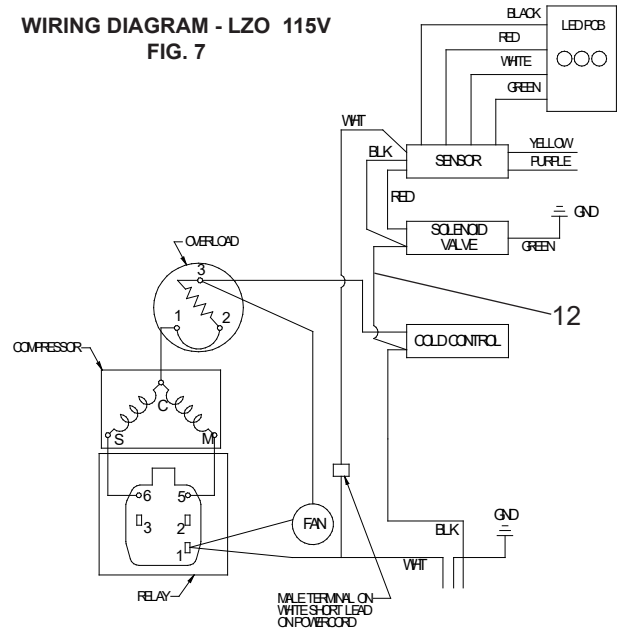 WIRING DIAGRAM - LZO 115V
FIG. 7
BLACK
RED
WHITE
GREEN
LED PCB
WHT
BLK
SENSOR
YELLOW
PURPLE
RED
SOLENOID
VALVE
GND
GREEN
OVERLOAD
3
1
2
12
COLD CONTROL
COMPRESSOR
C
S
M
6
5
3
2
1
FAN
BLK
GND
WHT
RELAY
MALE TERMINAL ON
WHITE SHORT LEAD
ON POWERCORD